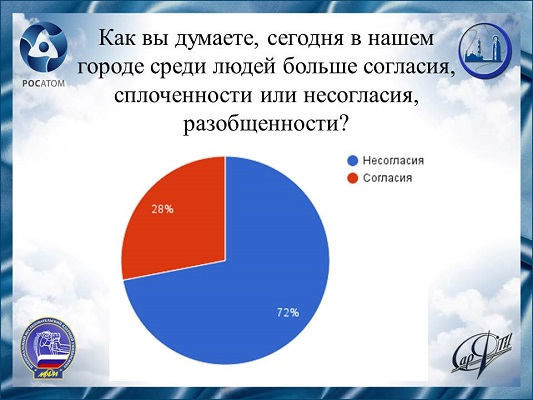 Как вы думаете, сегодня в нашем
городе среди людей больше согласия,
сплоченности или несогласия,
разобщенности?
РОСАТОМ
Несогласия
Согласия
28%
72%
СарФТИ